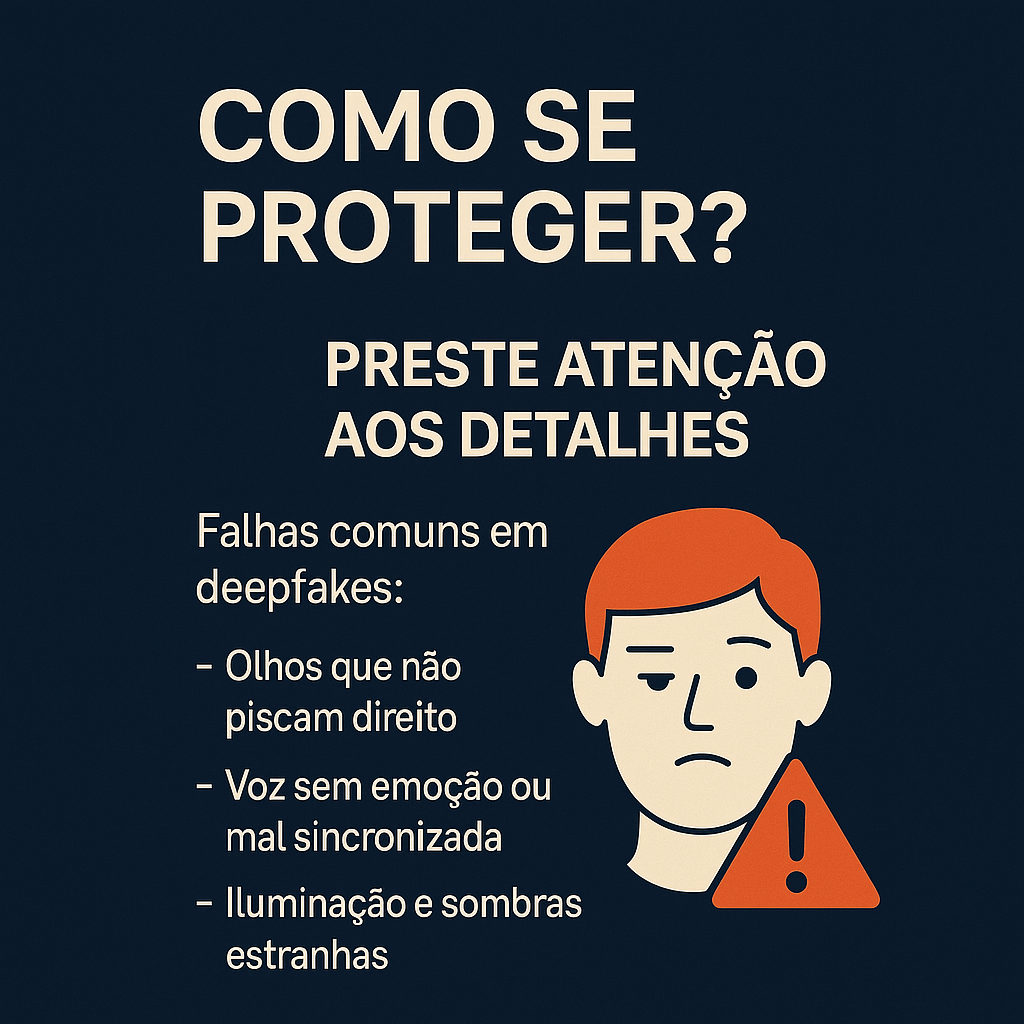 COMO SE
PROTEGER?
PRESTE ATENÇÃO
AOS DETALHES
Falhas comuns em
deepfakes:
- Olhos que não
piscam direito
- Voz sem emoção ou
mal sincronizada
- Iluminação e sombras
estranhas